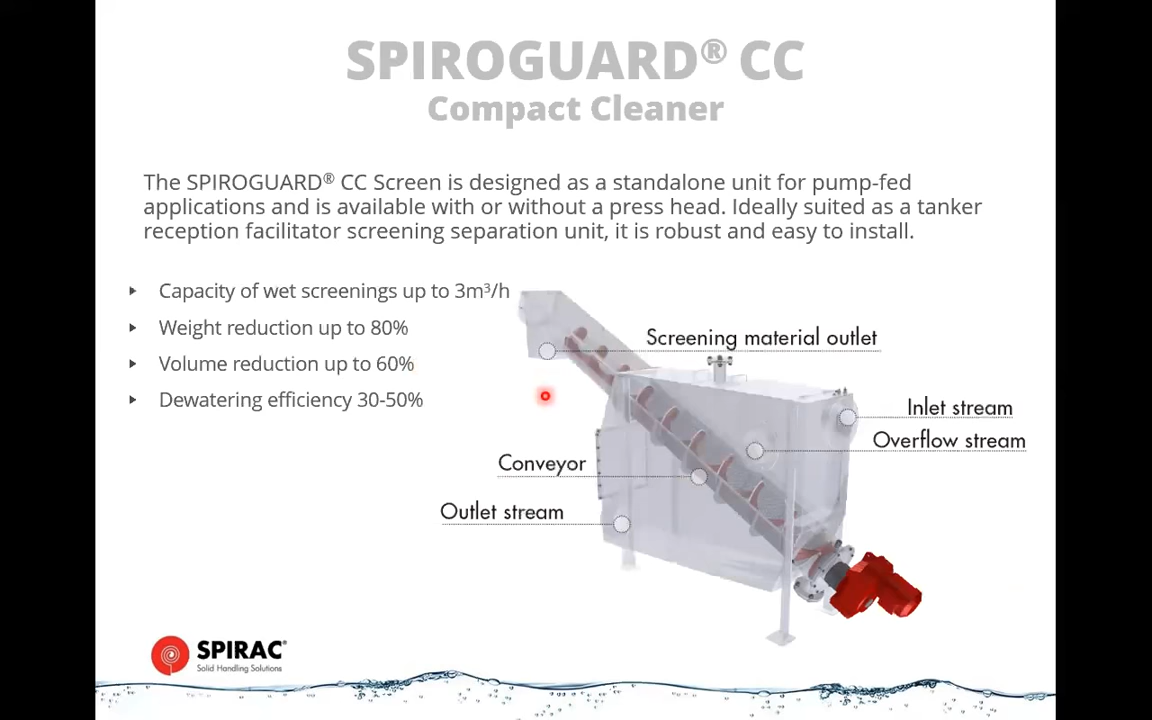 SPIROGUARD® CC
Compact Cleaner
The SPIROGUARD® CC Screen is designed as a standalone unit for pump-fed
applications and is available with or without a press head. Ideally suited as a tanker
reception facilitator screening separation unit, it is robust and easy to install.
Capacity of wet screenings up to 3m³/h
Weight reduction up to 80%
Volume reduction up to 60%
Dewatering efficiency 30-50%
Screening material outlet
Inlet stream
Overflow stream
Conveyor
Outlet stream
SPIRAC®
Solid Handling Solutions